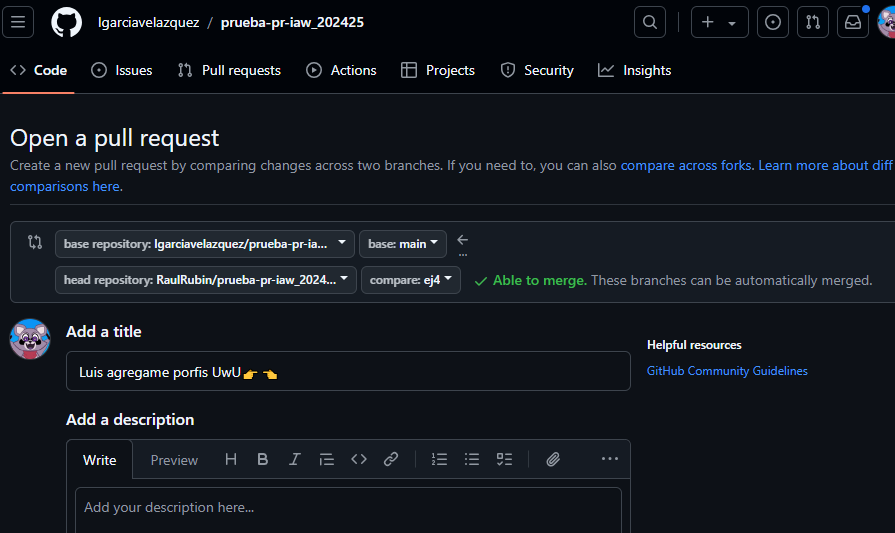 lgarciavelazquez / prueba-pr-iaw_202425
Code Issues Pull requests Actions Projects Security Insights
Open a pull request
Create a new pull request by comparing changes across two branches. If you need to, you can also compare across forks. Learn more about diff
comparisons here.
base repository: lgarciavelazquez/prueba-pr-ia... base: main
head repository: RaulRubin/prueba-pr-iaw_2024... compare: ej4 Able to merge. These branches can be automatically merged.
Add a title
Helpful resources
Luis agregame porfis UwU👉👈
GitHub Community Guidelines
Add a description
Write Preview
Add your description here...